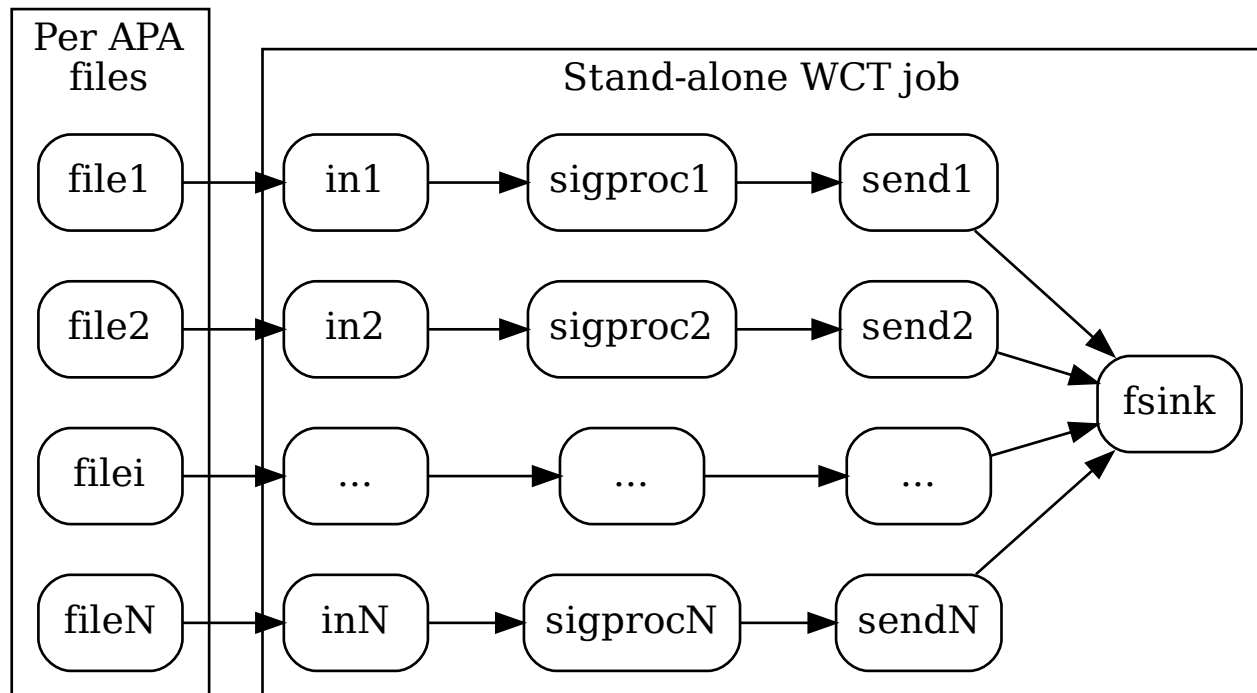 Per APA
files
Stand-alone WCT job
file1
in1
sigproc1
send1
file2
in2
sigproc2
send2
fsink
filei
...
...
...
fileN
inN
sigprocN
sendN